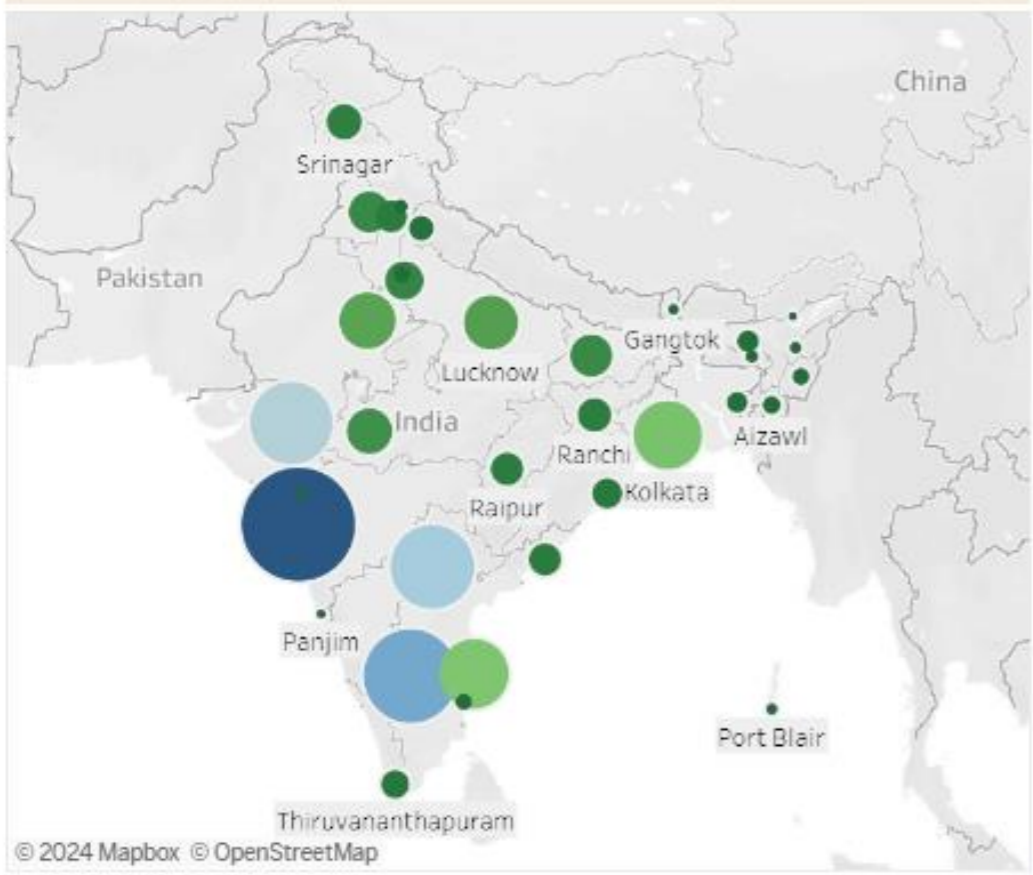 China
Srinagar
Pakistan
Gangtok
Lucknow
India
Aizawl
Ranchi
Kolkata
Raipur
Panjim
Port Blair
Thiruvananthapuram
© 2024 Mapbox © OpenStreetMap